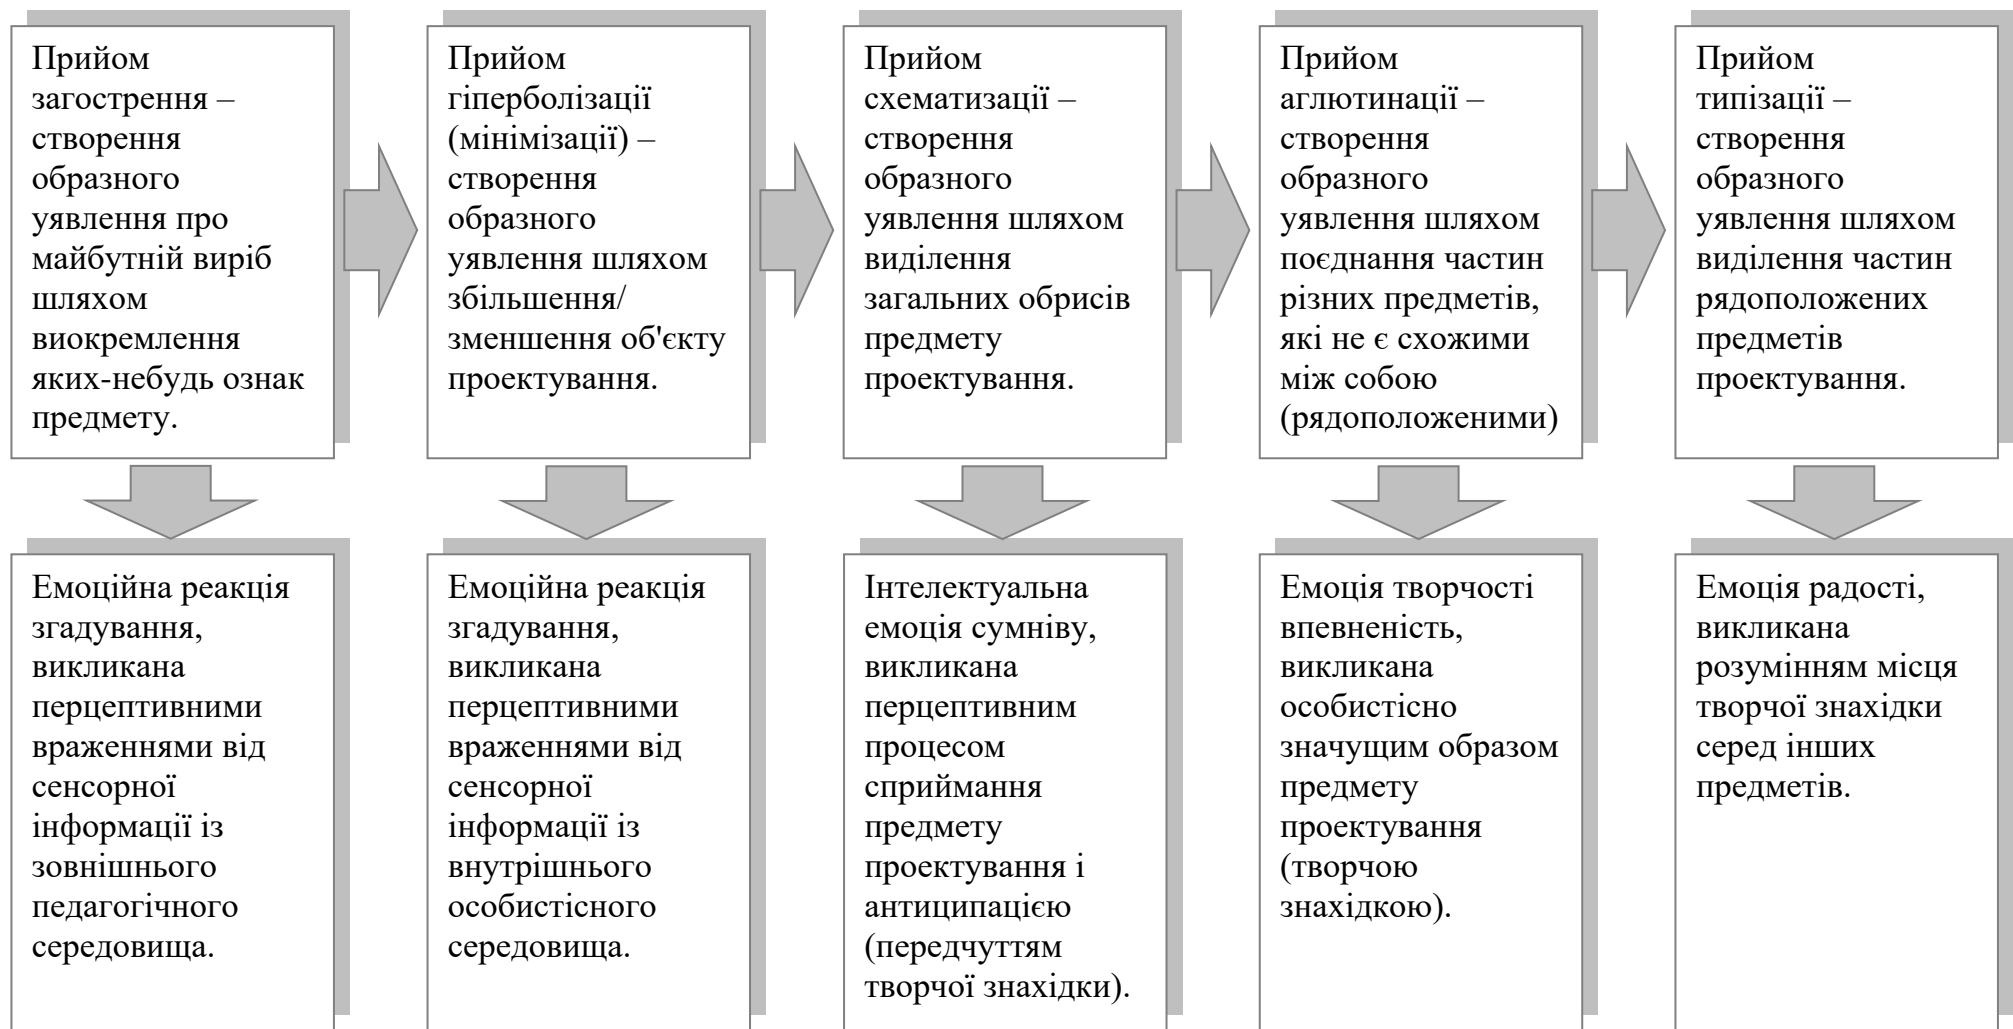 Прийом
загострення –
створення
образного
уявлення про
майбутній виріб
шляхом
виокремлення
яких-небудь ознак
предмету.
Прийом
гіперболізації
(мінімізації) –
створення
образного
уявлення шляхом
збільшення/
зменшення об'єкту
проектування.
Прийом
схематизації –
створення
образного
уявлення шляхом
виділення
загальних обрисів
предмету
проектування.
Прийом
аглютинації –
створення
образного
уявлення шляхом
поєднання частин
різних предметів,
які не є схожими
між собою
(рядоположеними)
Прийом
типізації –
створення
образного
уявлення шляхом
виділення частин
рядоположених
предметів
проектування.
Емоційна реакція
згадування,
викликана
перцептивними
враженнями від
сенсорної
інформації із
зовнішнього
педагогічного
середовища.
Емоційна реакція
згадування,
викликана
перцептивними
враженнями від
сенсорної
інформації із
внутрішнього
особистісного
середовища.
Інтелектуальна
емоція сумніву,
викликана
перцептивним
процесом
сприймання
предмету
проектування і
антиципацією
(передчуттям
творчої знахідки).
Емоція творчості
впевненість,
викликана
особистісно
значущим образом
предмету
проектування
(творчою
знахідкою).
Емоція радості,
викликана
розумінням місця
творчої знахідки
серед інших
предметів.